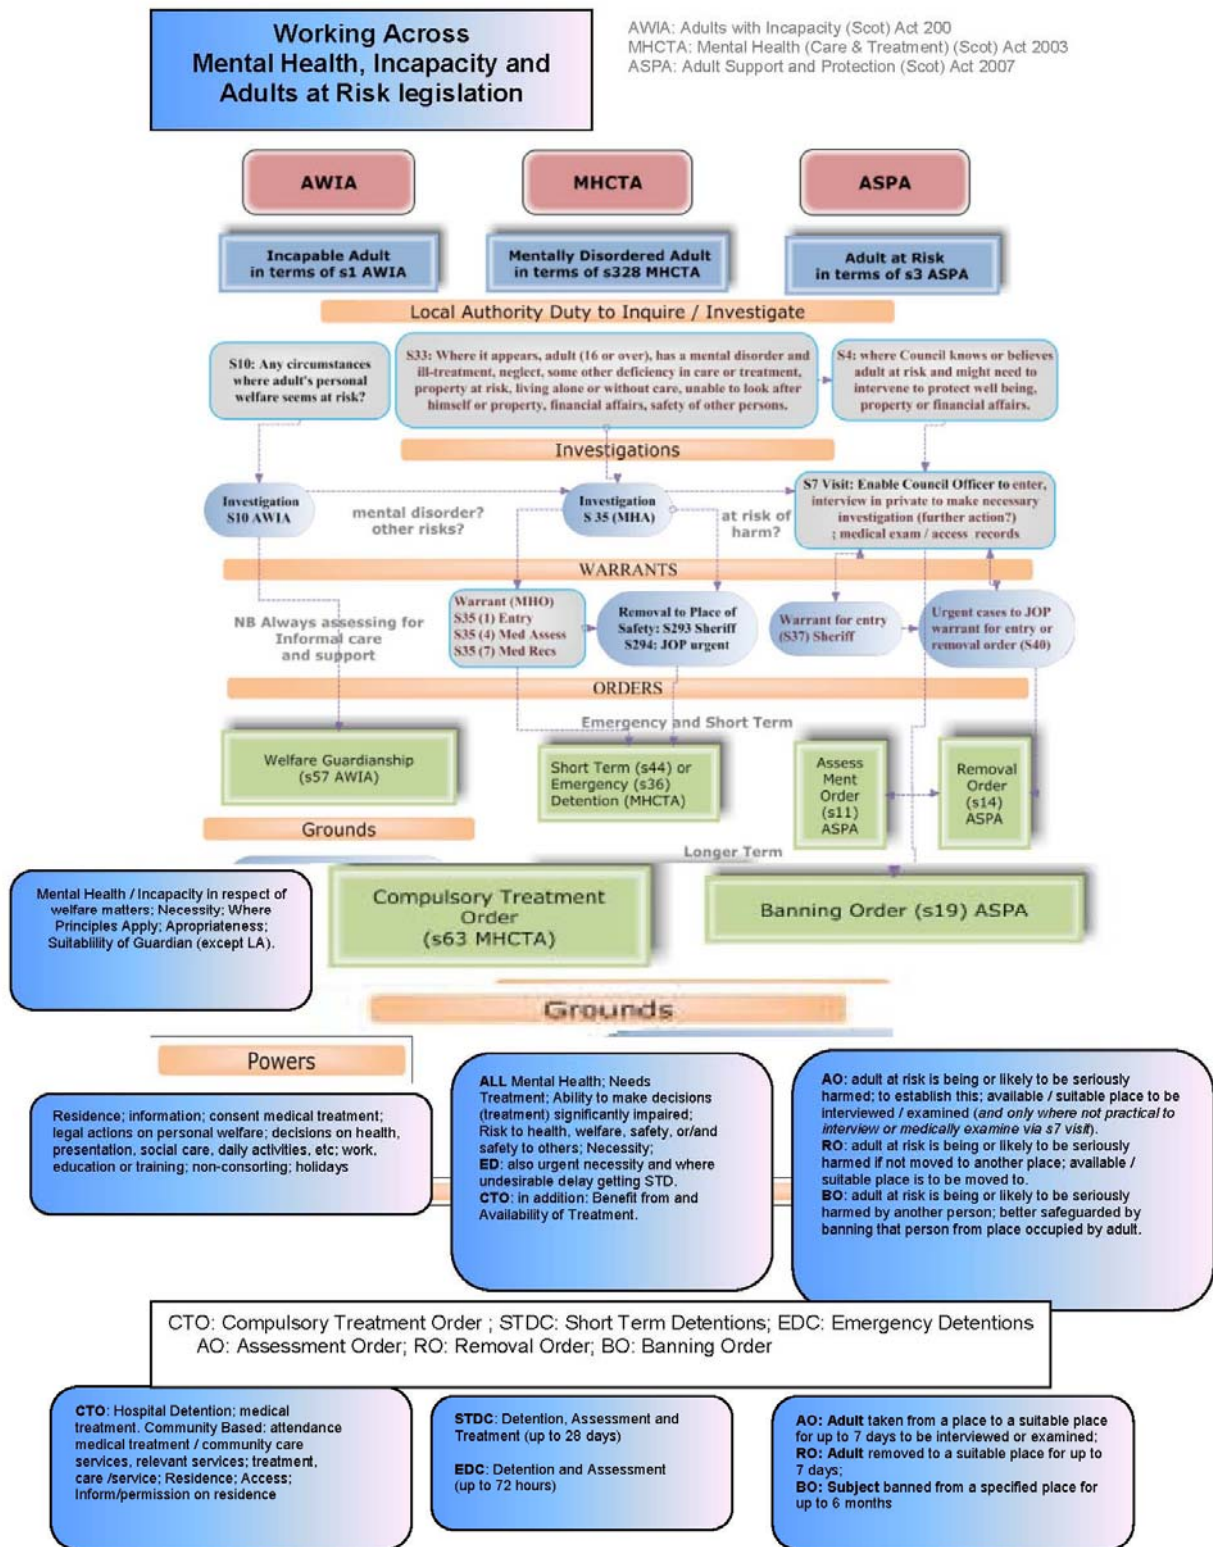 Working Across
Mental Health, Incapacity and
Adults at Risk legislation
AWIA: Adults with Incapacity (Scot) Act 200
MHCTA: Mental Health (Care & Treatment) (Scot) Act 2003
ASPA: Adult Support and Protection (Scot) Act 2007
AWIA
MHCTA
ASPA
Incapable Adult
in terms of s1 AWIA
Mentally Disordered Adult
in terms of s328 MHCTA
Adult at Risk
in terms of s3 ASPA
Local Authority Duty to Inquire / Investigate
S10: Any circumstances
where adult's personal
welfare seems at risk?
S33: Where it appears, adult (16 or over), has a mental disorder and
ill-treatment, neglect, some other deficiency in care or treatment,
property at risk, living alone or without care, unable to look after
himself or property, financial affairs, safety of other persons.
S4: where Council knows or believes
adult at risk and might need to
intervene to protect well being,
property or financial affairs.
Investigations
Investigation
S10 AWIA
mental disorder?
other risks?
Investigation
S 35 (MHA)
at risk of
harm?
S7 Visit: Enable Council Officer to enter,
interview in private to make necessary
investigation (further action?)
; medical exam / access records
WARRANTS
NB Always assessing for
Informal care
and support
Warrant (MHO)
S35 (1) Entry
S35 (4) Med Assess
S35 (7) Med Recs
Removal to Place of
Safety: S293 Sheriff
S294: JOP urgent
Warrant for entry
(S37) Sheriff
Urgent cases to JOP
warrant for entry or
removal order (S40)
ORDERS
Emergency and Short Term
Welfare Guardianship
(s57 AWIA)
Short Term (s44) or
Emergency (s36)
Detention (MHCTA)
Assess
Ment
Order
(s11)
ASPA
Removal
Order
(s14)
ASPA
Grounds
Longer Term
Mental Health / Incapacity in respect of
welfare matters; Necessity; Where
Principles Apply; Apropriateness;
Suitablility of Guardian (except LA).
Compulsory Treatment
Order
(s63 MHCTA)
Banning Order (s19) ASPA
Grounds
Powers
Residence; information; consent medical treatment;
legal actions on personal welfare; decisions on health,
presentation, social care, daily activities, etc; work,
education or training; non-consorting; holidays
ALL Mental Health; Needs
Treatment; Ability to make decisions
(treatment) significantly impaired;
Risk to health, welfare, safety, or/and
safety to others; Necessity;
ED: also urgent necessity and where
undesirable delay getting STD.
CTO: in addition: Benefit from and
Availability of Treatment.
AO: adult at risk is being or likely to be seriously
harmed; to establish this; available / suitable place to be
interviewed / examined (and only where not practical to
interview or medically examine via s7 visit).
RO: adult at risk is being or likely to be seriously
harmed if not moved to another place; available /
suitable place is to be moved to.
BO: adult at risk is being or likely to be seriously
harmed by another person; better safeguarded by
banning that person from place occupied by adult.
CTO: Compulsory Treatment Order ; STDC: Short Term Detentions; EDC: Emergency Detentions
AO: Assessment Order; RO: Removal Order; BO: Banning Order
CTO: Hospital Detention; medical
treatment. Community Based: attendance
medical treatment / community care
services, relevant services; treatment,
care /service; Residence; Access;
Inform/permission on residence
STDC: Detention, Assessment and
Treatment (up to 28 days)
EDC: Detention and Assessment
(up to 72 hours)
AO: Adult taken from a place to a suitable place
for up to 7 days to be interviewed or examined;
RO: Adult removed to a suitable place for up to
7 days;
BO: Subject banned from a specified place for
up to 6 months